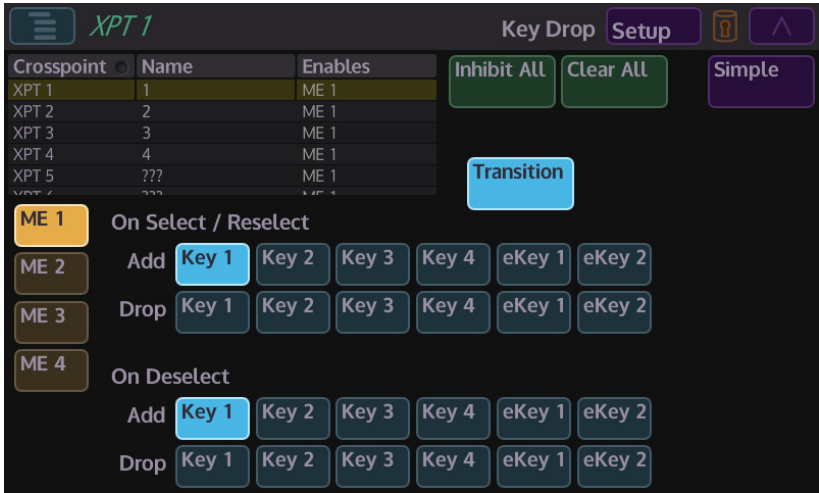 XPT 1 Key Drop Setup
Crosspoint Name Enables Inhibit All Clear All Simple
XPT 1 1 ME 1
XPT 2 2 ME 1
XPT 3 3 ME 1
XPT 4 4 ME 1
XPT 5 ??? ME 1
Transition
ME 1 On Select / Reselect
Add Key 1 Key 2 Key 3 Key 4 eKey 1 eKey 2
ME 2
Drop Key 1 Key 2 Key 3 Key 4 eKey 1 eKey 2
ME 3
ME 4 On Deselect
Add Key 1 Key 2 Key 3 Key 4 eKey 1 eKey 2
Drop Key 1 Key 2 Key 3 Key 4 eKey 1 eKey 2